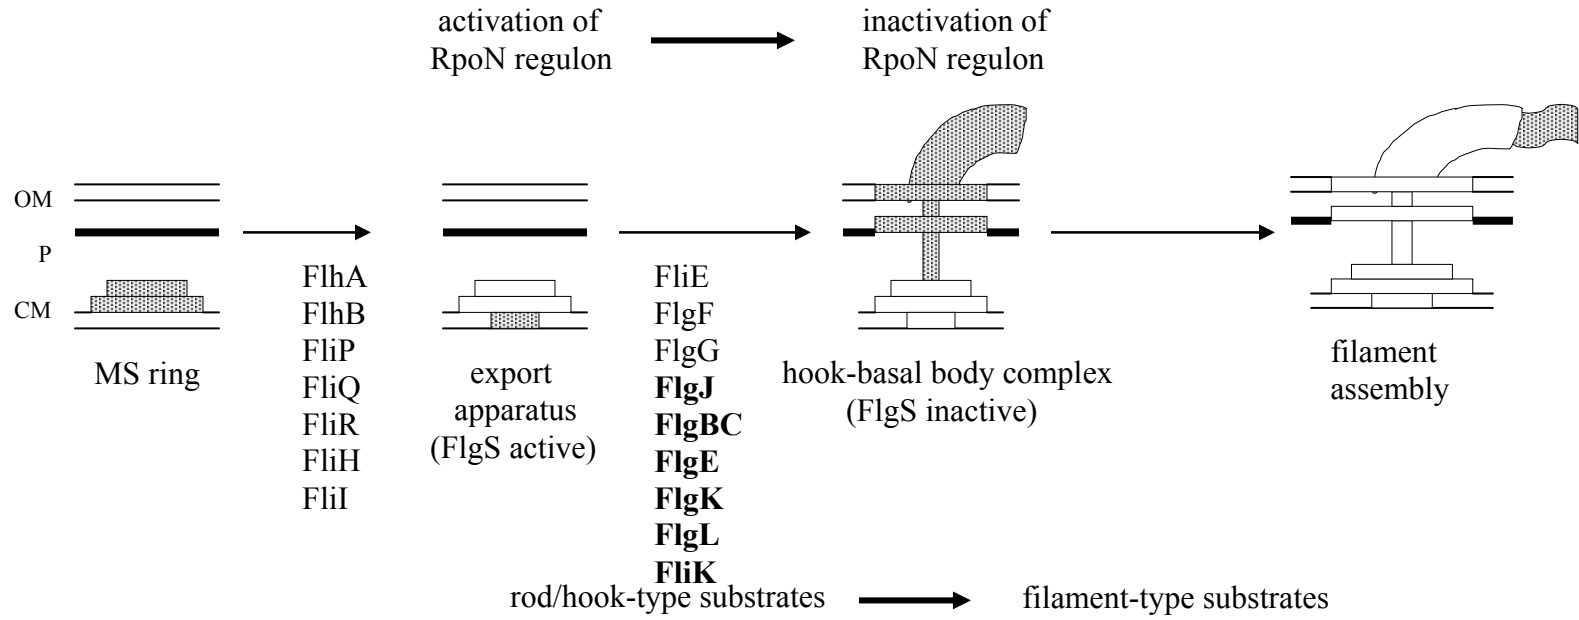 activation of
RpoN regulon
inactivation of
RpoN regulon
OM
P
CM
MS ring
FlhA
FlhB
FliP
FliQ
FliR
FliH
FliI
export
apparatus
(FlgS active)
FliE
FlgF
FlgG
FlgJ
FlgBC
FlgE
FlgK
FlgL
FliK
hook-basal body complex
(FlgS inactive)
filament
assembly
rod/hook-type substrates
filament-type substrates